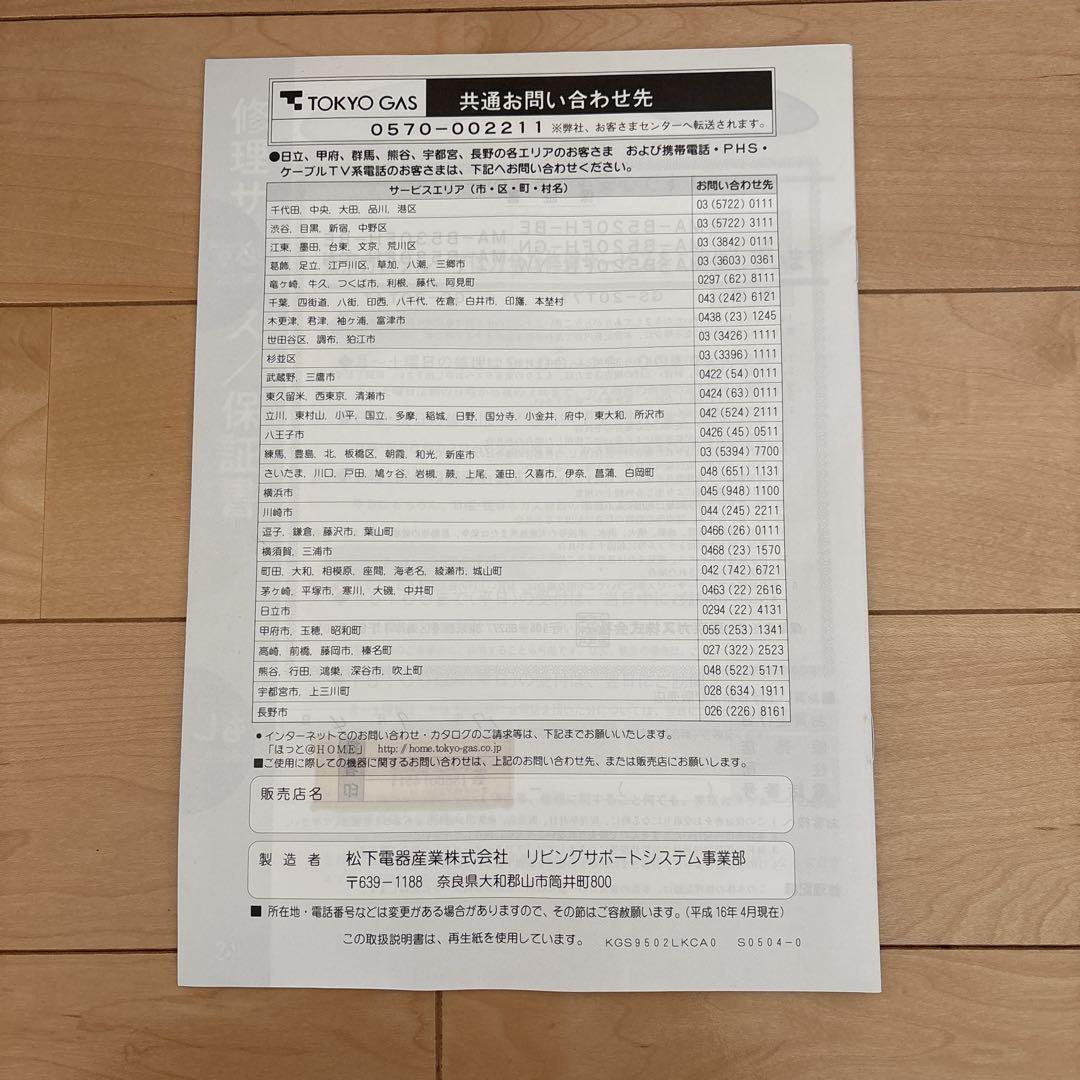 TOKYO GAS 共通お問い合わせ先
0570-002211 ※弊社、お客さまセンターへ転送されます。
●日立、甲府、群馬、熊谷、宇都宮、長野の各エリアのお客さま および携帯電話・PHS・
ケーブルTV系電話のお客さまは、下記へお問い合わせください。
サービスエリア（市・区・町・村名） お問い合わせ先
千代田、中央、大田、品川、港区 03(5722)0111
渋谷、目黒、新宿、中野区 03(5722)3111
江東、墨田、台東、文京、荒川区 03(3842)0111
葛飾、足立、江戸川区、草加、八潮、三郷市 03(3603)0361
竜ヶ崎、牛久、つくば市、利根、藤代、阿見町 0297(62)8111
千葉、四街道、八街、印西、八千代、佐倉、白井市、印旛、本埜村 043(242)6121
木更津、君津、袖ヶ浦、富津市 0438(23)1245
世田谷区、調布、狛江市 03(3426)1111
杉並区 03(3396)1111
武蔵野、三鷹市 0422(54)0111
東久留米、西東京、清瀬市 0424(63)0111
立川、東村山、小平、国立、多摩、稲城、日野、国分寺、小金井、府中、東大和、所沢市 042(524)2111
八王子市 0426(45)0511
練馬、豊島、北、板橋区、朝霞、和光、新座市 03(5394)7700
さいたま、川口、戸田、鳩ヶ谷、岩槻、蕨、上尾、蓮田、久喜市、伊奈、菖蒲、白岡町 048(651)1131
横浜市 045(948)1100
川崎市 044(245)2211
逗子、鎌倉、藤沢市、葉山町 0466(26)0111
横須賀、三浦市 0468(23)1570
町田、大和、相模原、座間、海老名、綾瀬市、城山町 042(742)6721
茅ヶ崎、平塚市、寒川、大磯、中井町 0463(22)2616
日立市 0294(22)4131
甲府市、玉穂、昭和町 055(253)1341
高崎、前橋、藤岡市、榛名町 027(322)2523
熊谷、行田、鴻巣、深谷市、吹上町 048(522)5171
宇都宮市、上三川町 028(634)1911
長野市 026(226)8161
●インターネットでのお問い合わせ・カタログのご請求等は、下記までお願いいたします。
「ほっと@HOME」 http://home.tokyo-gas.co.jp
■ご使用に際しての機器に関するお問い合わせは、上記のお問い合わせ先、または販売店にお願いします。
販売店名
製造者 松下電器産業株式会社 リビングサポートシステム事業部
〒639-1188 奈良県大和郡山市筒井町800
■ 所在地・電話番号などは変更がある場合がありますので、その節はご容赦願います。（平成16年4月現在）
この取扱説明書は、再生紙を使用しています。 KGS9502LKCA0 S0504-0